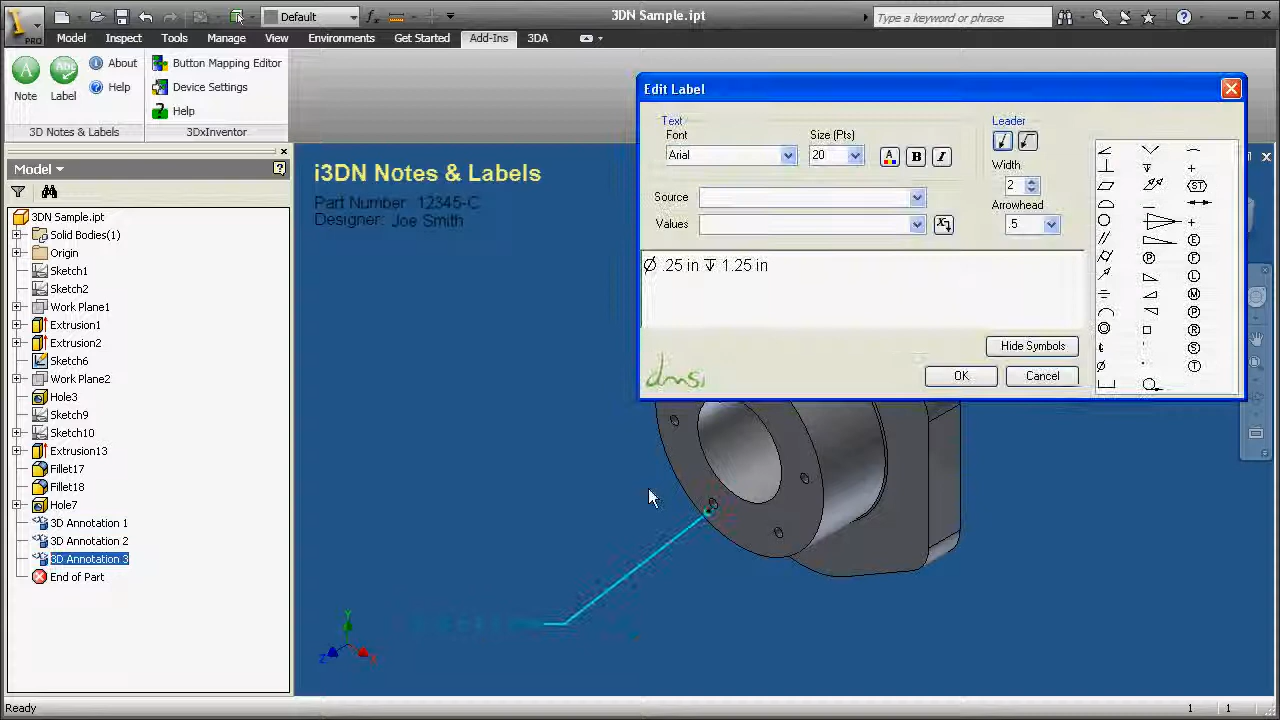 PRO
Default
3DN Sample.ipt
Type a keyword or phrase
Model Inspect Tools Manage View Environments Get Started Add-Ins 3DA
Note
Label
About
Help
3D Notes & Labels
Button Mapping Editor
Device Settings
Help
3DxInventor
Model
3DN Sample.ipt
Solid Bodies(1)
Origin
Sketch1
Sketch2
Work Plane1
Extrusion1
Extrusion2
Sketch6
Work Plane2
Hole3
Sketch9
Sketch10
Extrusion13
Fillet17
Fillet18
Hole7
3D Annotation 1
3D Annotation 2
3D Annotation 3
End of Part
i3DN Notes & Labels
Part Number: 12345-C
Designer: Joe Smith
Y
Z
X
Edit Label
Text
Font
Arial
Size (Pts)
20
A B I
Source
Values
Leader
Width
2
Arrowhead
.5
Ø .25 in ↧ 1.25 in
Hide Symbols
OK
Cancel
dmsi
ST
E
P
F
L
M
P
R
S
T
Ready
1 1